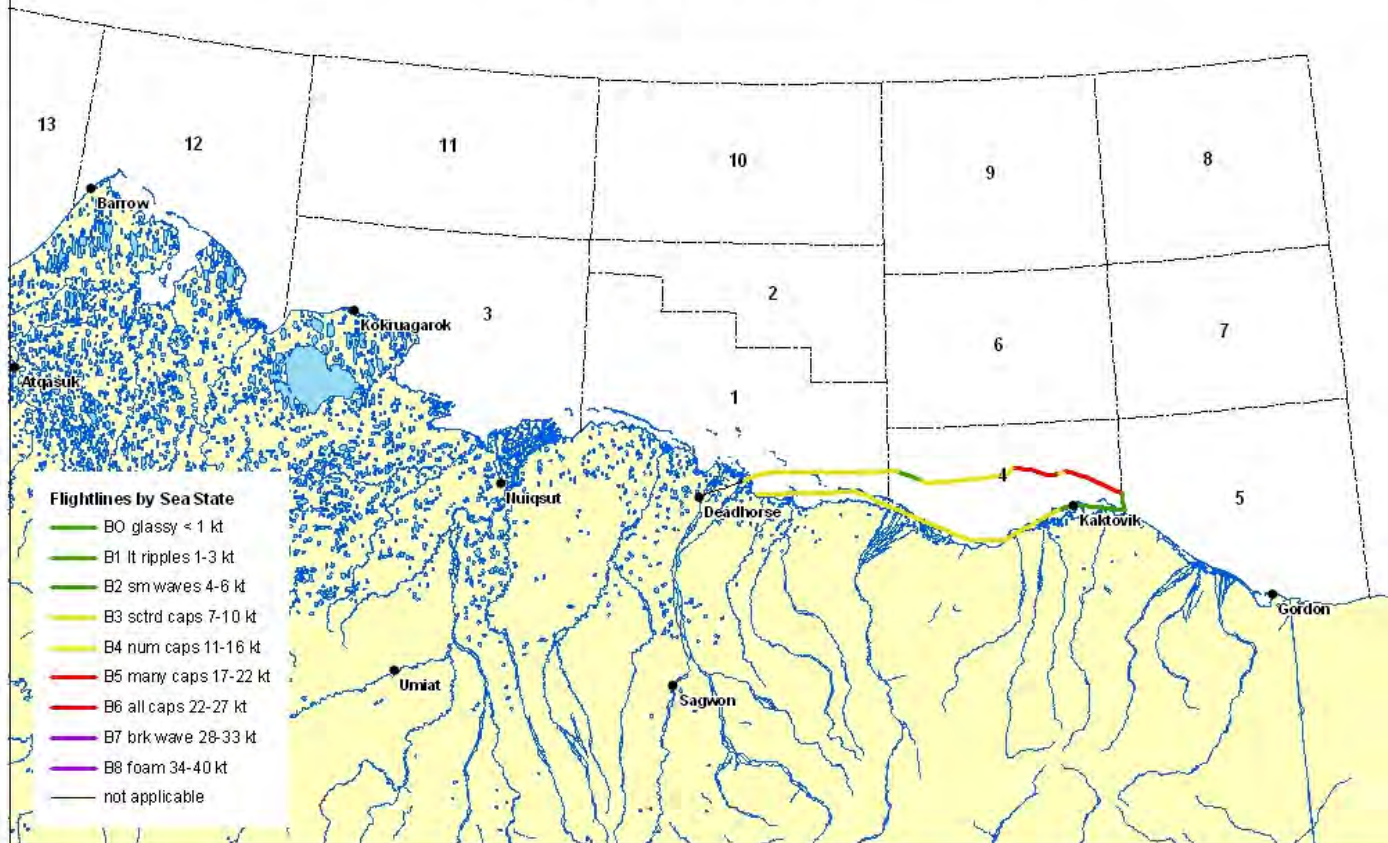 13
12
11
10
9
8
Barrow
Kokruagarok
3
2
7
6
Atqasuk
1
4
5
Nuiqsut
Deadhorse
Kaktovik
Gordon
Umiat
Sagwon
Flightlines by Sea State
B0 glassy < 1 kt
B1 lt ripples 1-3 kt
B2 sm waves 4-6 kt
B3 sctrd caps 7-10 kt
B4 num caps 11-16 kt
B5 many caps 17-22 kt
B6 all caps 22-27 kt
B7 brk wave 28-33 kt
B8 foam 34-40 kt
not applicable